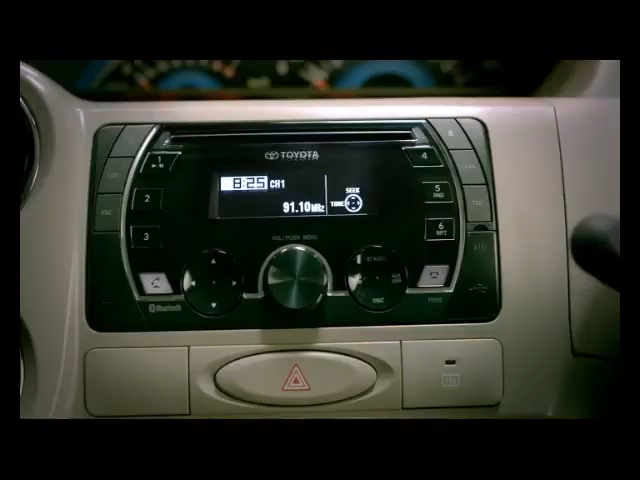 TOYOTA
1
2
3
8:25 CH1
91.10MHz
SEEK
TUNE
4
5
RND
6
RPT
VOL/PUSH MENU
DISC
Bluetooth